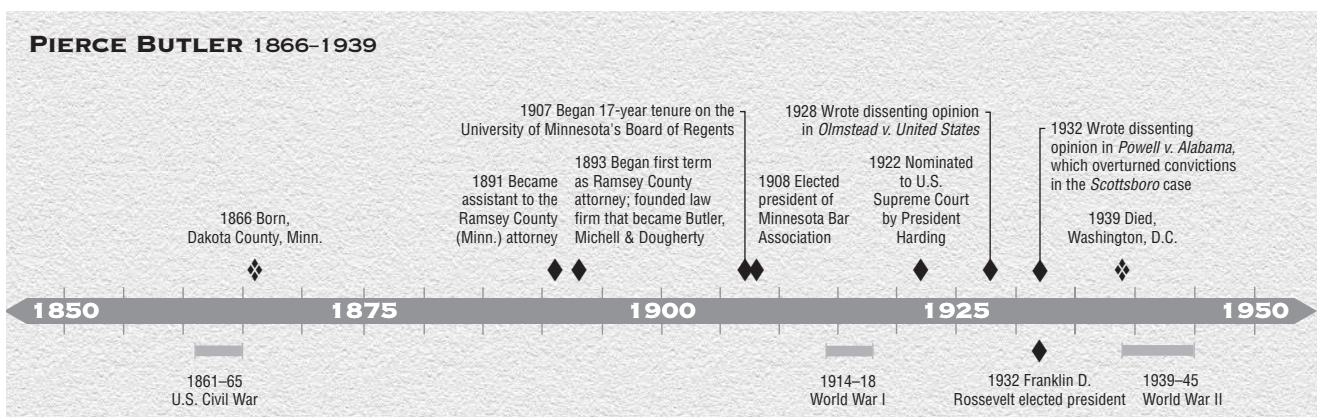 PIERCE BUTLER 1866–1939
1907 Began 17-year tenure on the
University of Minnesota's Board of Regents
1928 Wrote dissenting opinion
in Olmstead v. United States
1932 Wrote dissenting
opinion in Powell v. Alabama,
which overturned convictions
in the Scottsboro case
1866 Born,
Dakota County, Minn.
1891 Became
assistant to the
Ramsey County
(Minn.) attorney
1893 Began first term
as Ramsey County
attorney; founded law
firm that became Butler,
Michell & Dougherty
1908 Elected
president of
Minnesota Bar
Association
1922 Nominated
to U.S.
Supreme Court
by President
Harding
1939 Died,
Washington, D.C.
1850 1875 1900 1925 1950
1861–65
U.S. Civil War
1914–18
World War I
1932 Franklin D.
Rossevelt elected president
1939–45
World War II